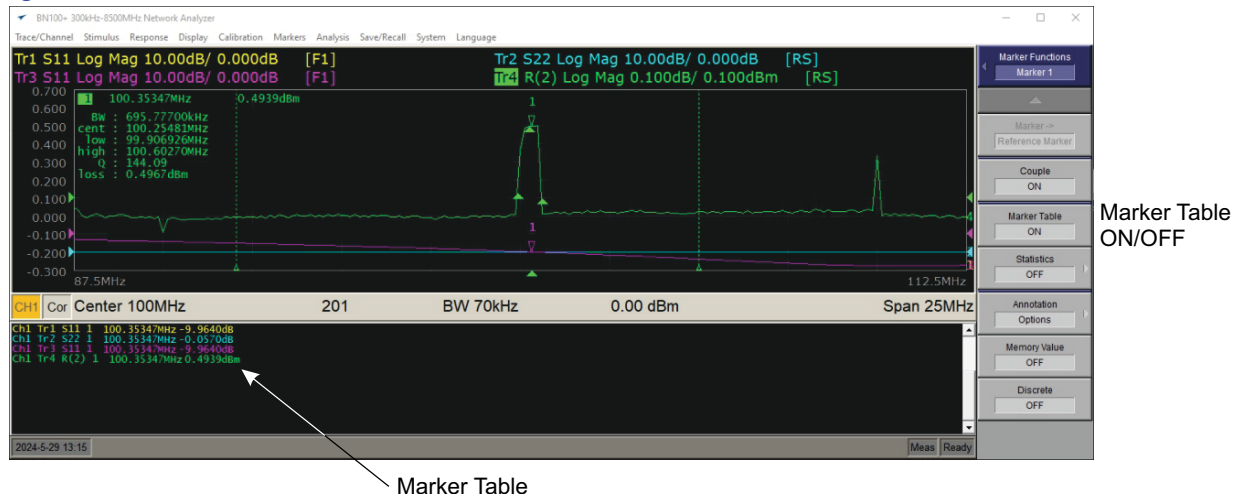 BN100+ 300kHz-8500MHz Network Analyzer
Trace/Channel Stimulus Response Display Calibration Markers Analysis Save/Recall System Language
Tr1 S11 Log Mag 10.00dB/ 0.000dB [F1]
Tr2 S22 Log Mag 10.00dB/ 0.000dB [RS]
Tr3 S11 Log Mag 10.00dB/ 0.000dB [F1]
Tr4 R(2) Log Mag 0.100dB/ 0.100dBm [RS]
0.700
0.600
0.500
0.400
0.300
0.200
0.100
0.000
-0.100
-0.200
-0.300
1 100.35347MHz 0.4939dBm
BW : 695.77700kHz
cent : 100.25481MHz
low : 99.906926MHz
high : 100.60270MHz
Q : 144.09
loss : 0.4967dBm
1
1
4
87.5MHz
112.5MHz
CH1 Cor Center 100MHz 201 BW 70kHz 0.00 dBm Span 25MHz
Ch1 Tr1 S11 1 100.35347MHz -9.9640dB
Ch1 Tr2 S22 1 100.35347MHz -0.0570dB
Ch1 Tr3 S11 1 100.35347MHz -9.9640dB
Ch1 Tr4 R(2) 1 100.35347MHz 0.4939dBm
2024-5-29 13:15
Meas Ready
Marker Functions
Marker 1
Marker ->
Reference Marker
Couple
ON
Marker Table
ON
Statistics
OFF
Annotation
Options
Memory Value
OFF
Discrete
OFF
Marker Table
ON/OFF
Marker Table